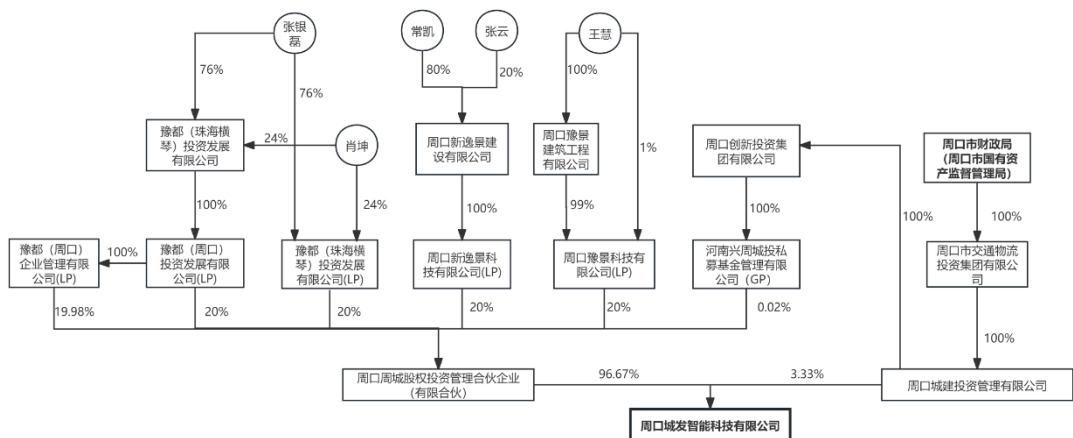 张银
磊
常凯
张云
王慧
76%
76%
80%
20%
100%
1%
豫都（珠海横
琴）投资发展
有限公司
24%
肖坤
周口新逸景建
设有限公司
周口豫景
建筑工程
有限公司
周口创新投资集
团有限公司
周口市财政局
（周口市国有资
产监督管理局）
100%
24%
100%
99%
100%
100%
100%
豫都（周口）
企业管理有限
公司(LP)
100%
豫都（周口）
投资发展有限
公司(LP)
豫都（珠海横
琴）投资发展
有限公司(LP)
周口新逸景科
技有限公司(LP)
周口豫景科技有
限公司(LP)
河南兴周城投私
募基金管理有限
公司（GP）
周口市交通物流
投资集团有限公
司
19.98%
20%
20%
20%
20%
0.02%
100%
周口周城股权投资管理合伙企业
（有限合伙）
96.67%
3.33%
周口城建投资管理有限公司
周口城发智能科技有限公司